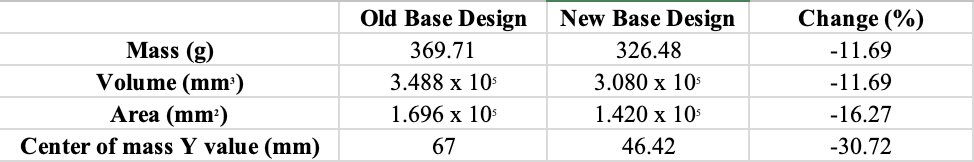 Old Base Design New Base Design Change (%)
Mass (g) 369.71 326.48 -11.69
Volume (mm³) 3.488 x 10⁵ 3.080 x 10⁵ -11.69
Area (mm²) 1.696 x 10⁵ 1.420 x 10⁵ -16.27
Center of mass Y value (mm) 67 46.42 -30.72